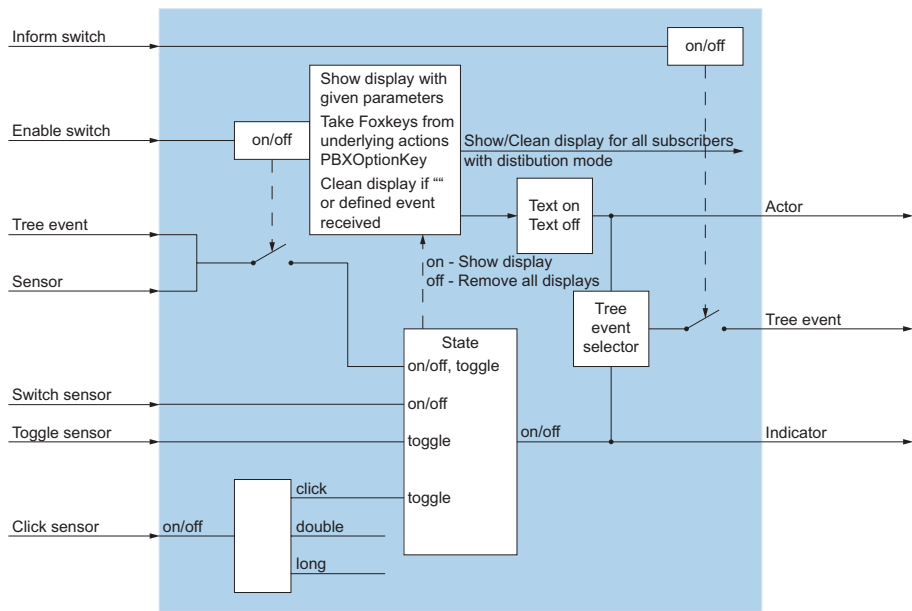 Inform switch
on/off
Show display with
given parameters
Take Foxkeys from
underlying actions
PBXOptionKey
Clean display if ““
or defined event
received
Enable switch
on/off
Show/Clean display for all subscribers
with distibution mode
Text on
Text off
Actor
Tree event
Sensor
on - Show display
off - Remove all displays
Tree
event
selector
Tree event
State
on/off, toggle
Switch sensor
on/off
Toggle sensor
toggle
on/off
Indicator
click
toggle
Click sensor
on/off
double
long